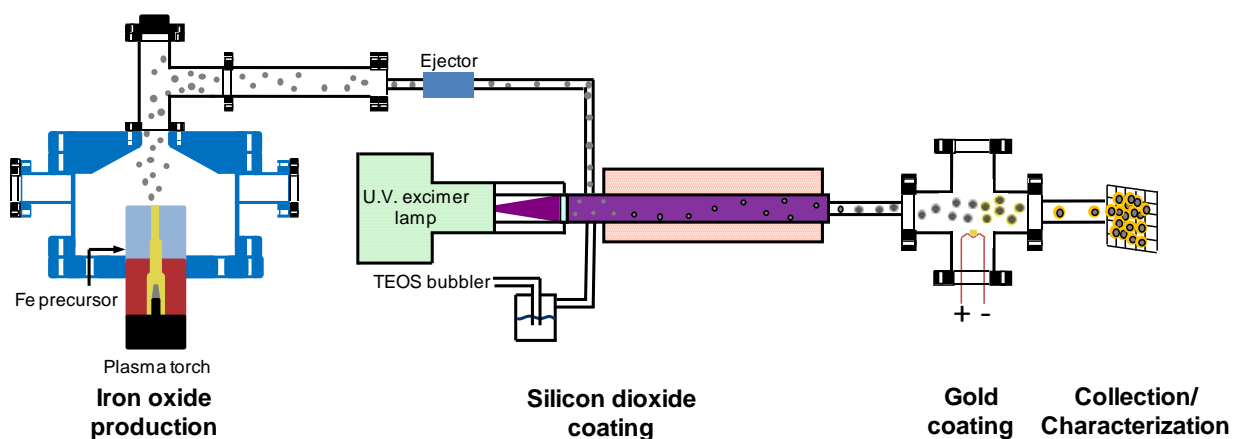 Ejector
U.V. excimer
lamp
TEOS bubbler
Fe precursor
+ -
Plasma torch
Iron oxide
production
Silicon dioxide
coating
Gold
coating
Collection/
Characterization